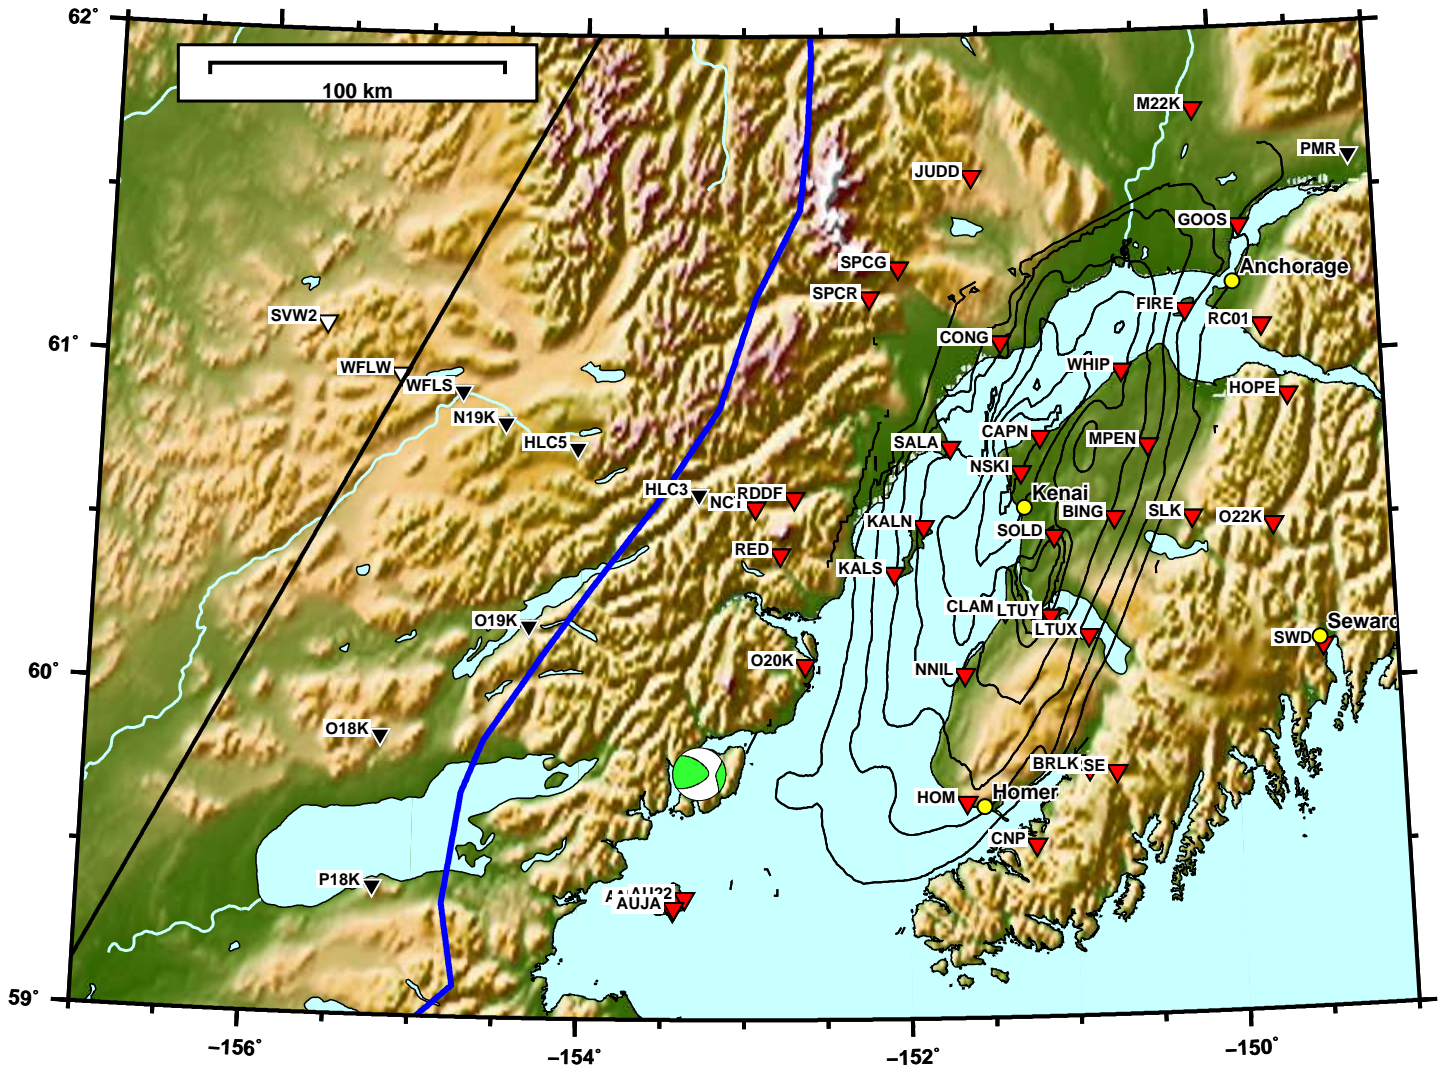 62°
100 km
M22K
PMR
JUDD
GOOS
SPCG
Anchorage
SPCR
FIRE
SVW2
RC01
61°
CONG
WFLW
WHIP
WFLS
HOPE
N19K
CAPN
MPEN
HLC5
SALA
NSKI
HLC3
RDDF
Kenai
BING
SLK
O22K
KALN
SOLD
RED
KALS
CLAM
LTUY
O19K
LTUX
Seward
SWD
60°
O20K
NNIL
O18K
BRLK
SE
HOM
Homer
CNP
P18K
AU22
AUJA
59°
−156°
−154°
−152°
−150°